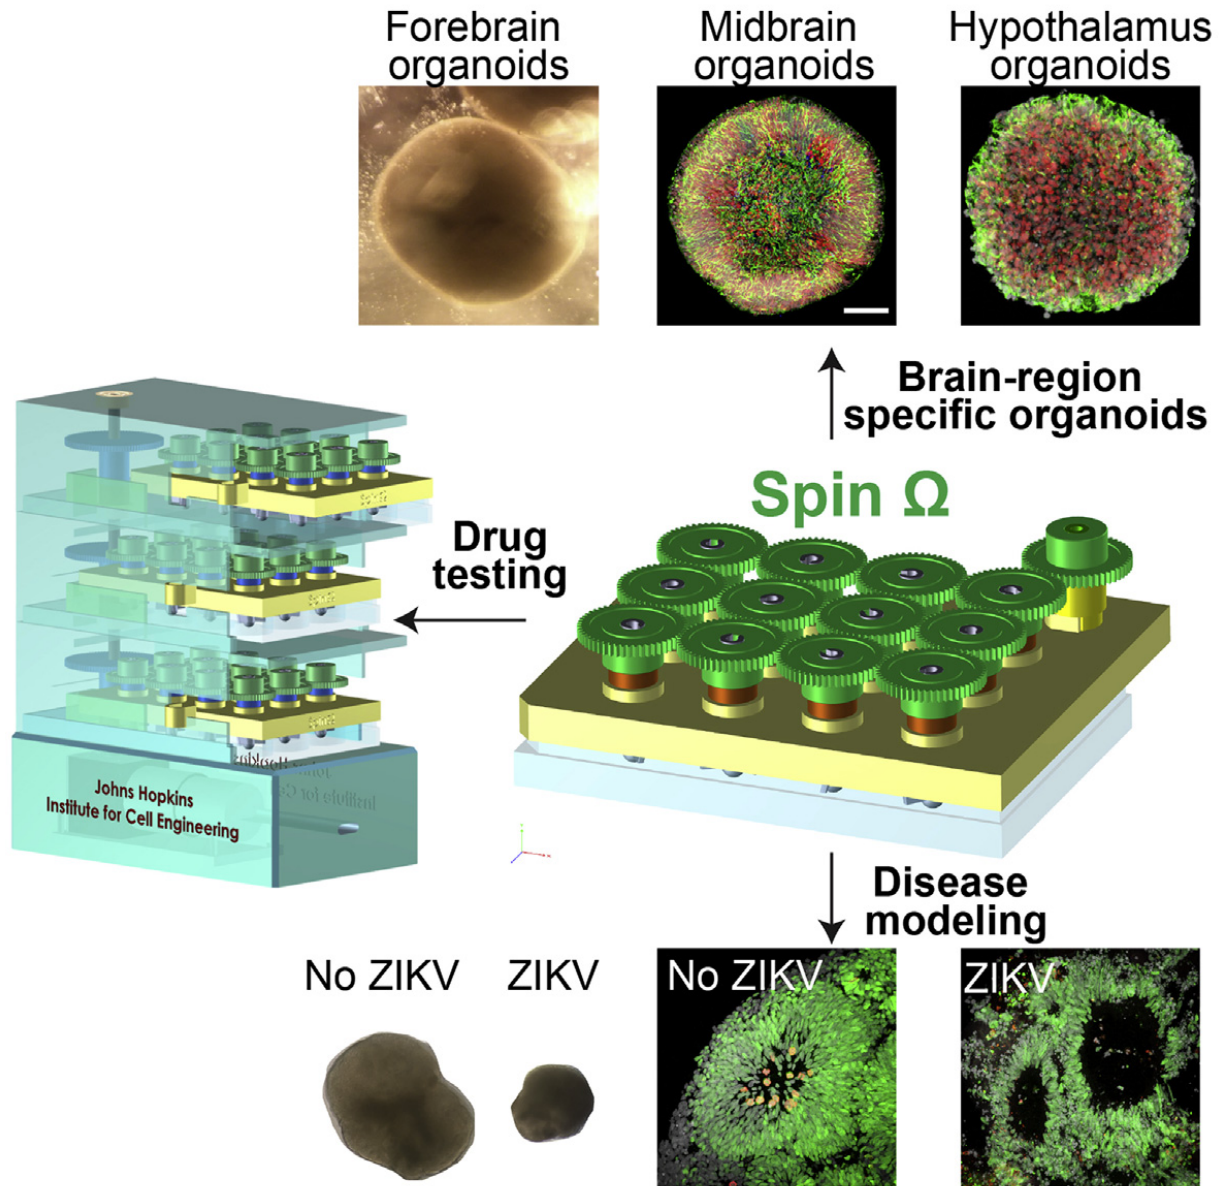 Forebrain
organoids
Midbrain
organoids
Hypothalamus
organoids
Brain-region
specific organoids
Spin Ω
Drug
testing
Johns Hopkins
Institute for Cell Engineering
Disease
modeling
No ZIKV
ZIKV
No ZIKV
ZIKV